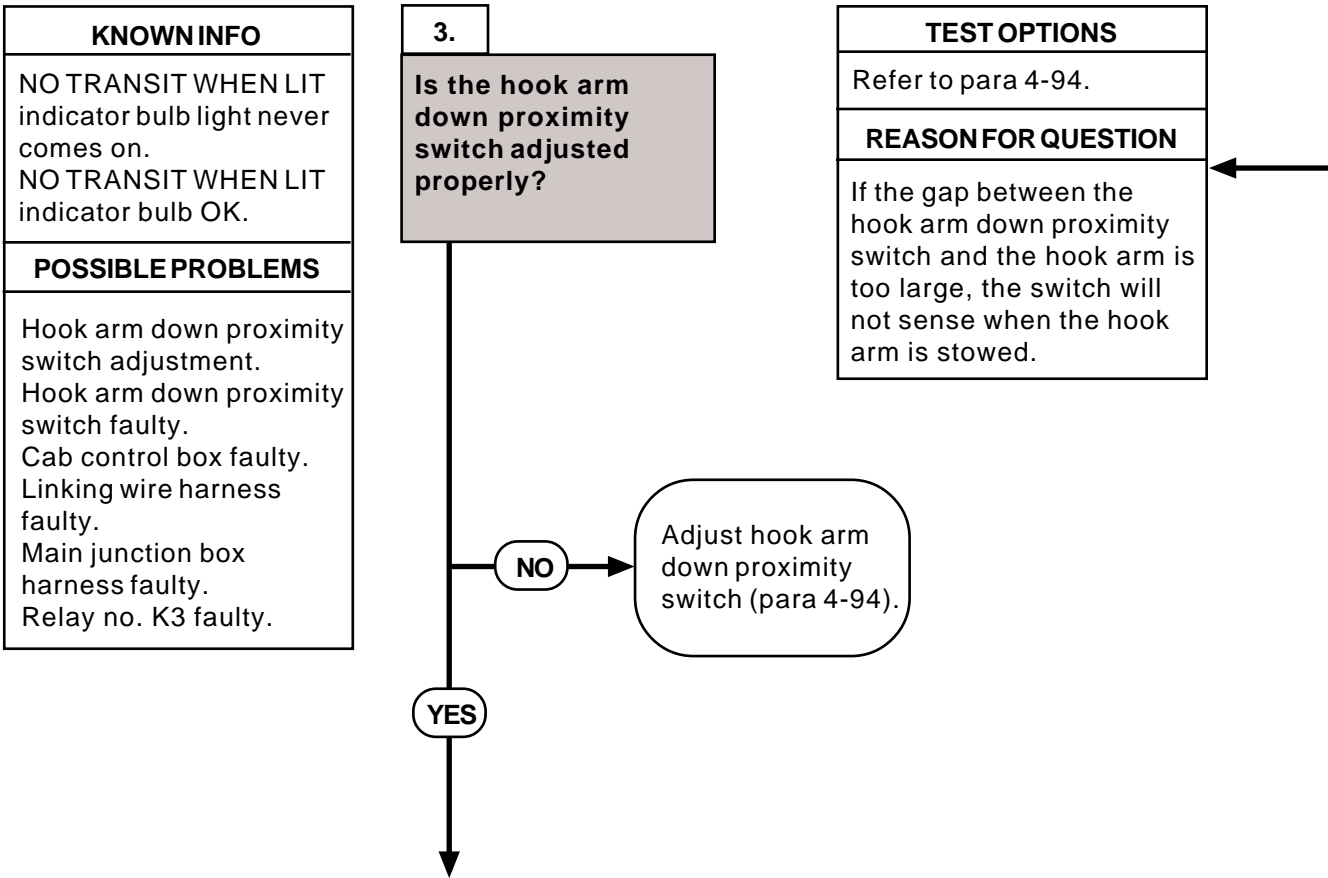 KNOWN INFO
NO TRANSIT WHEN LIT
indicator bulb light never
comes on.
NO TRANSIT WHEN LIT
indicator bulb OK.
POSSIBLE PROBLEMS
Hook arm down proximity
switch adjustment.
Hook arm down proximity
switch faulty.
Cab control box faulty.
Linking wire harness
faulty.
Main junction box
harness faulty.
Relay no. K3 faulty.
3.
Is the hook arm
down proximity
switch adjusted
properly?
TEST OPTIONS
Refer to para 4-94.
REASON FOR QUESTION
If the gap between the
hook arm down proximity
switch and the hook arm is
too large, the switch will
not sense when the hook
arm is stowed.
NO
Adjust hook arm
down proximity
switch (para 4-94).
YES